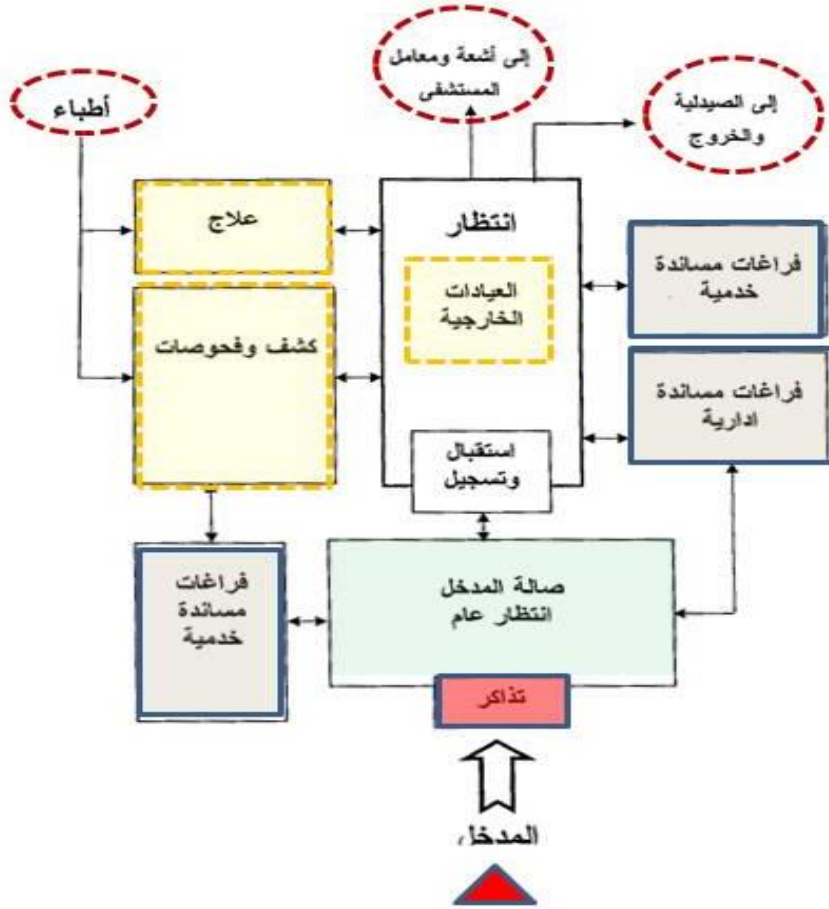 إلى أشعة ومعامل
المستشفى
إلى الصيدلية
والخروج
أطباء
علاج
انتظار
العيادات
الخارجية
فراغات مساندة
خدمية
كشف وفحوصات
فراغات مساندة
ادارية
استقبال
وتسجيل
فراغات
مساندة
خدمية
صالة المدخل
انتظار عام
تذاكر
المدخل